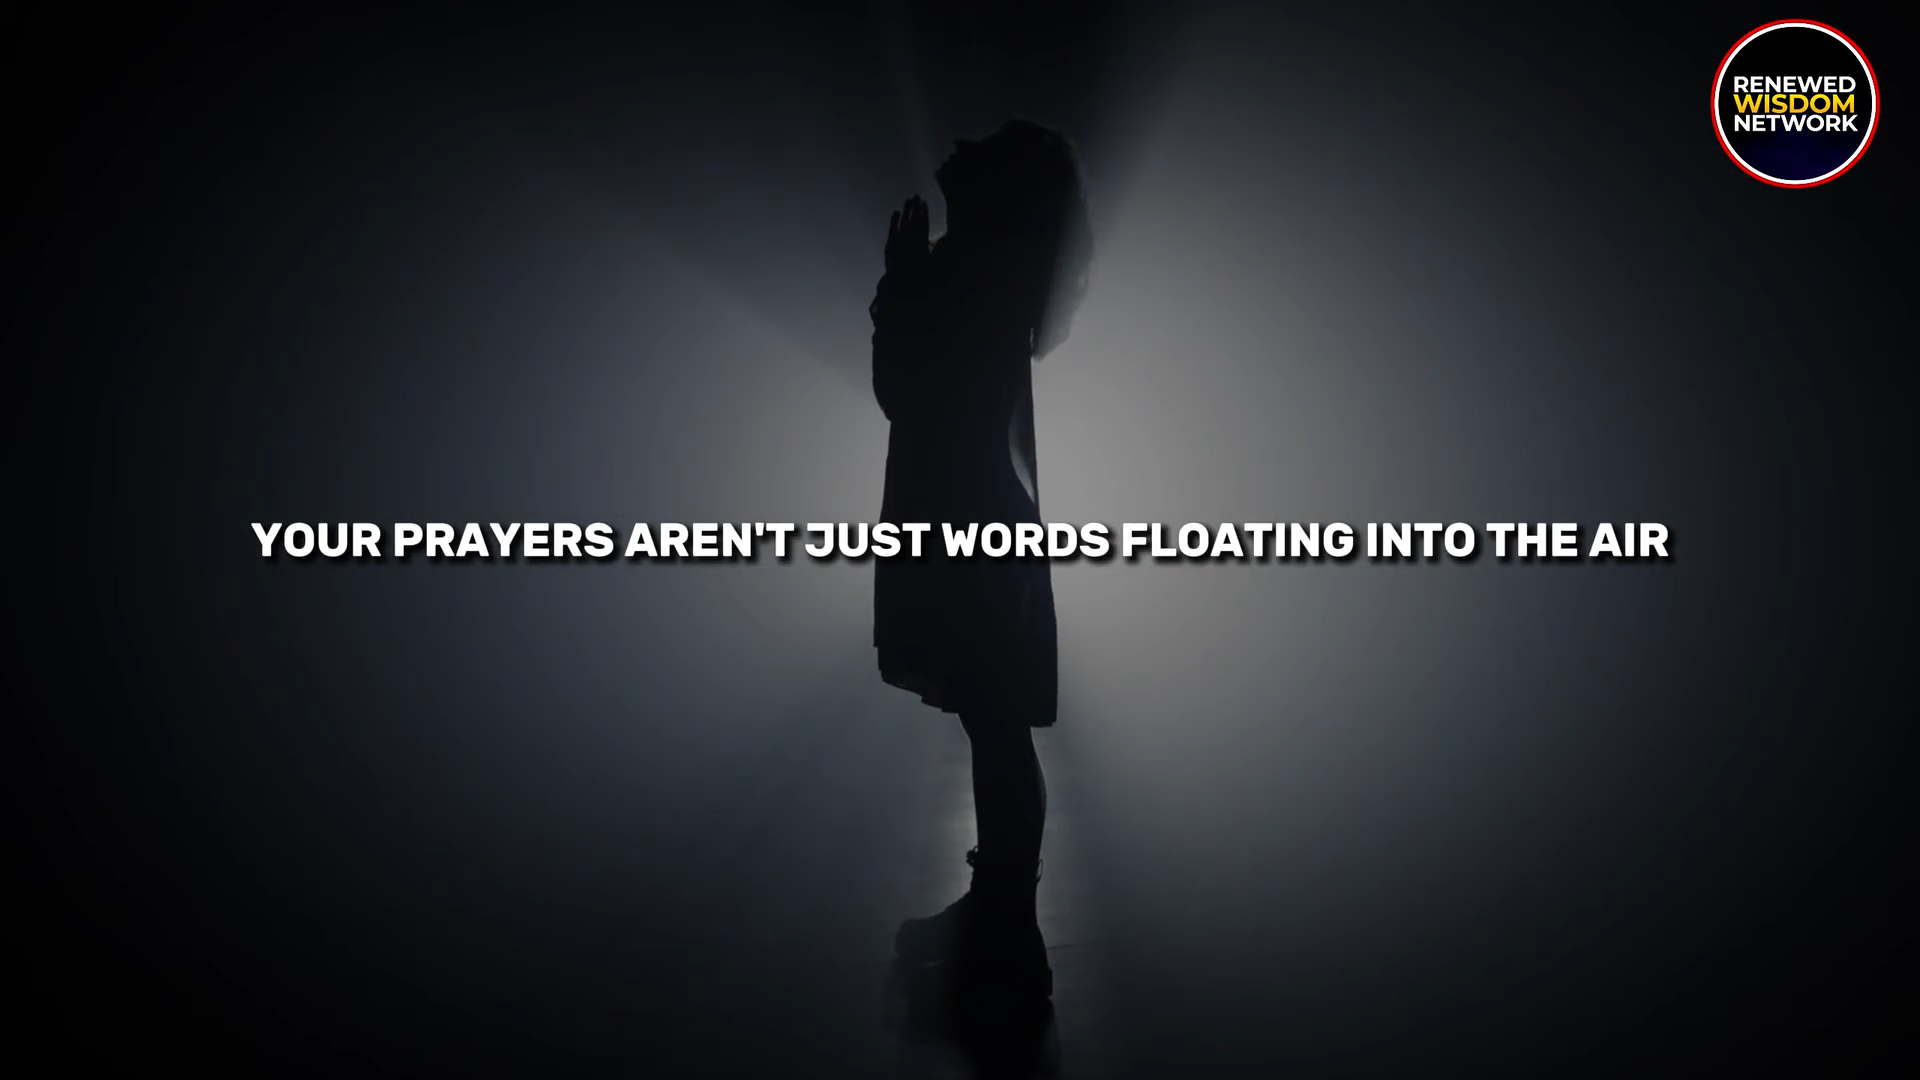 RENEWED
WISDOM
NETWORK
YOUR PRAYERS AREN'T JUST WORDS FLOATING INTO THE AIR